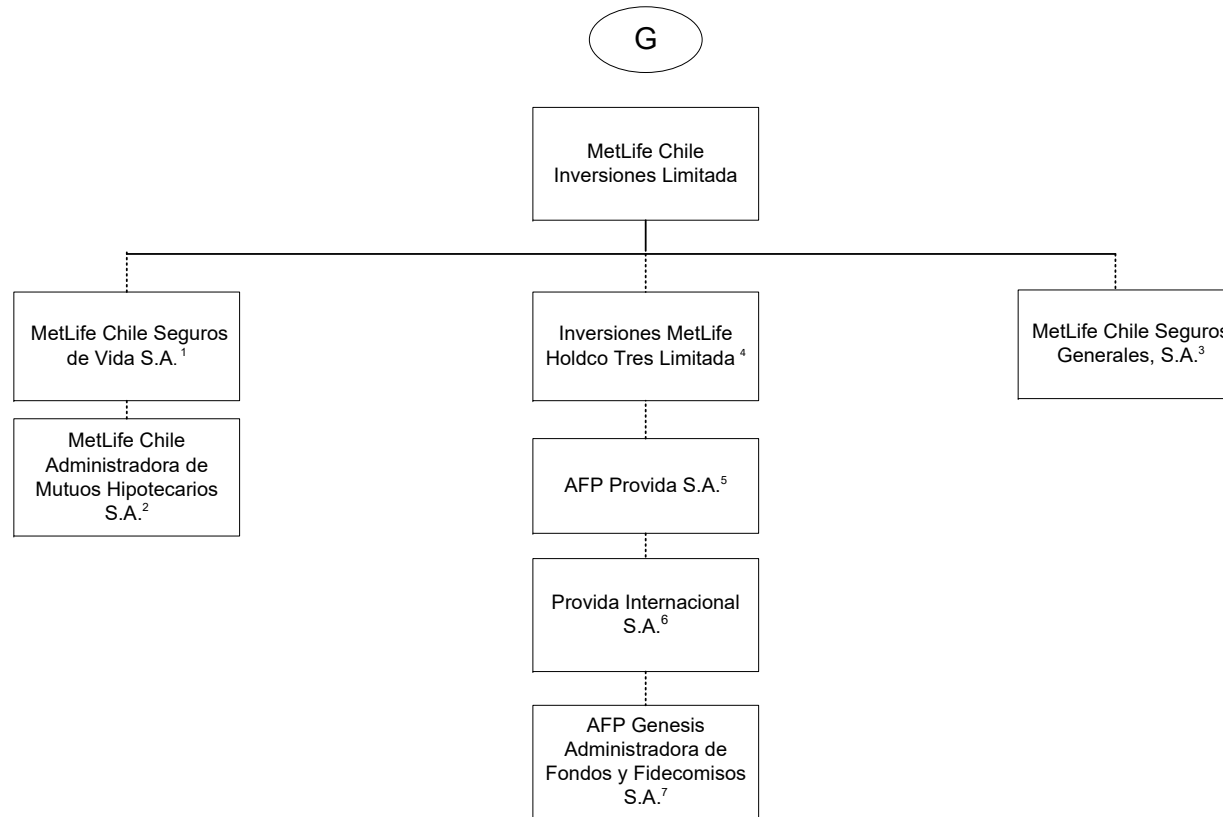 G
MetLife Chile
Inversiones Limitada
MetLife Chile Seguros
de Vida S.A. 1
MetLife Chile
Administradora de
Mutuos Hipotecarios
S.A.2
Inversiones MetLife
Holdco Tres Limitada 4
AFP Provida S.A.5
Provida Internacional
S.A.6
AFP Genesis
Administradora de
Fondos y Fidecomisos
S.A.7
MetLife Chile Seguros
Generales, S.A.3